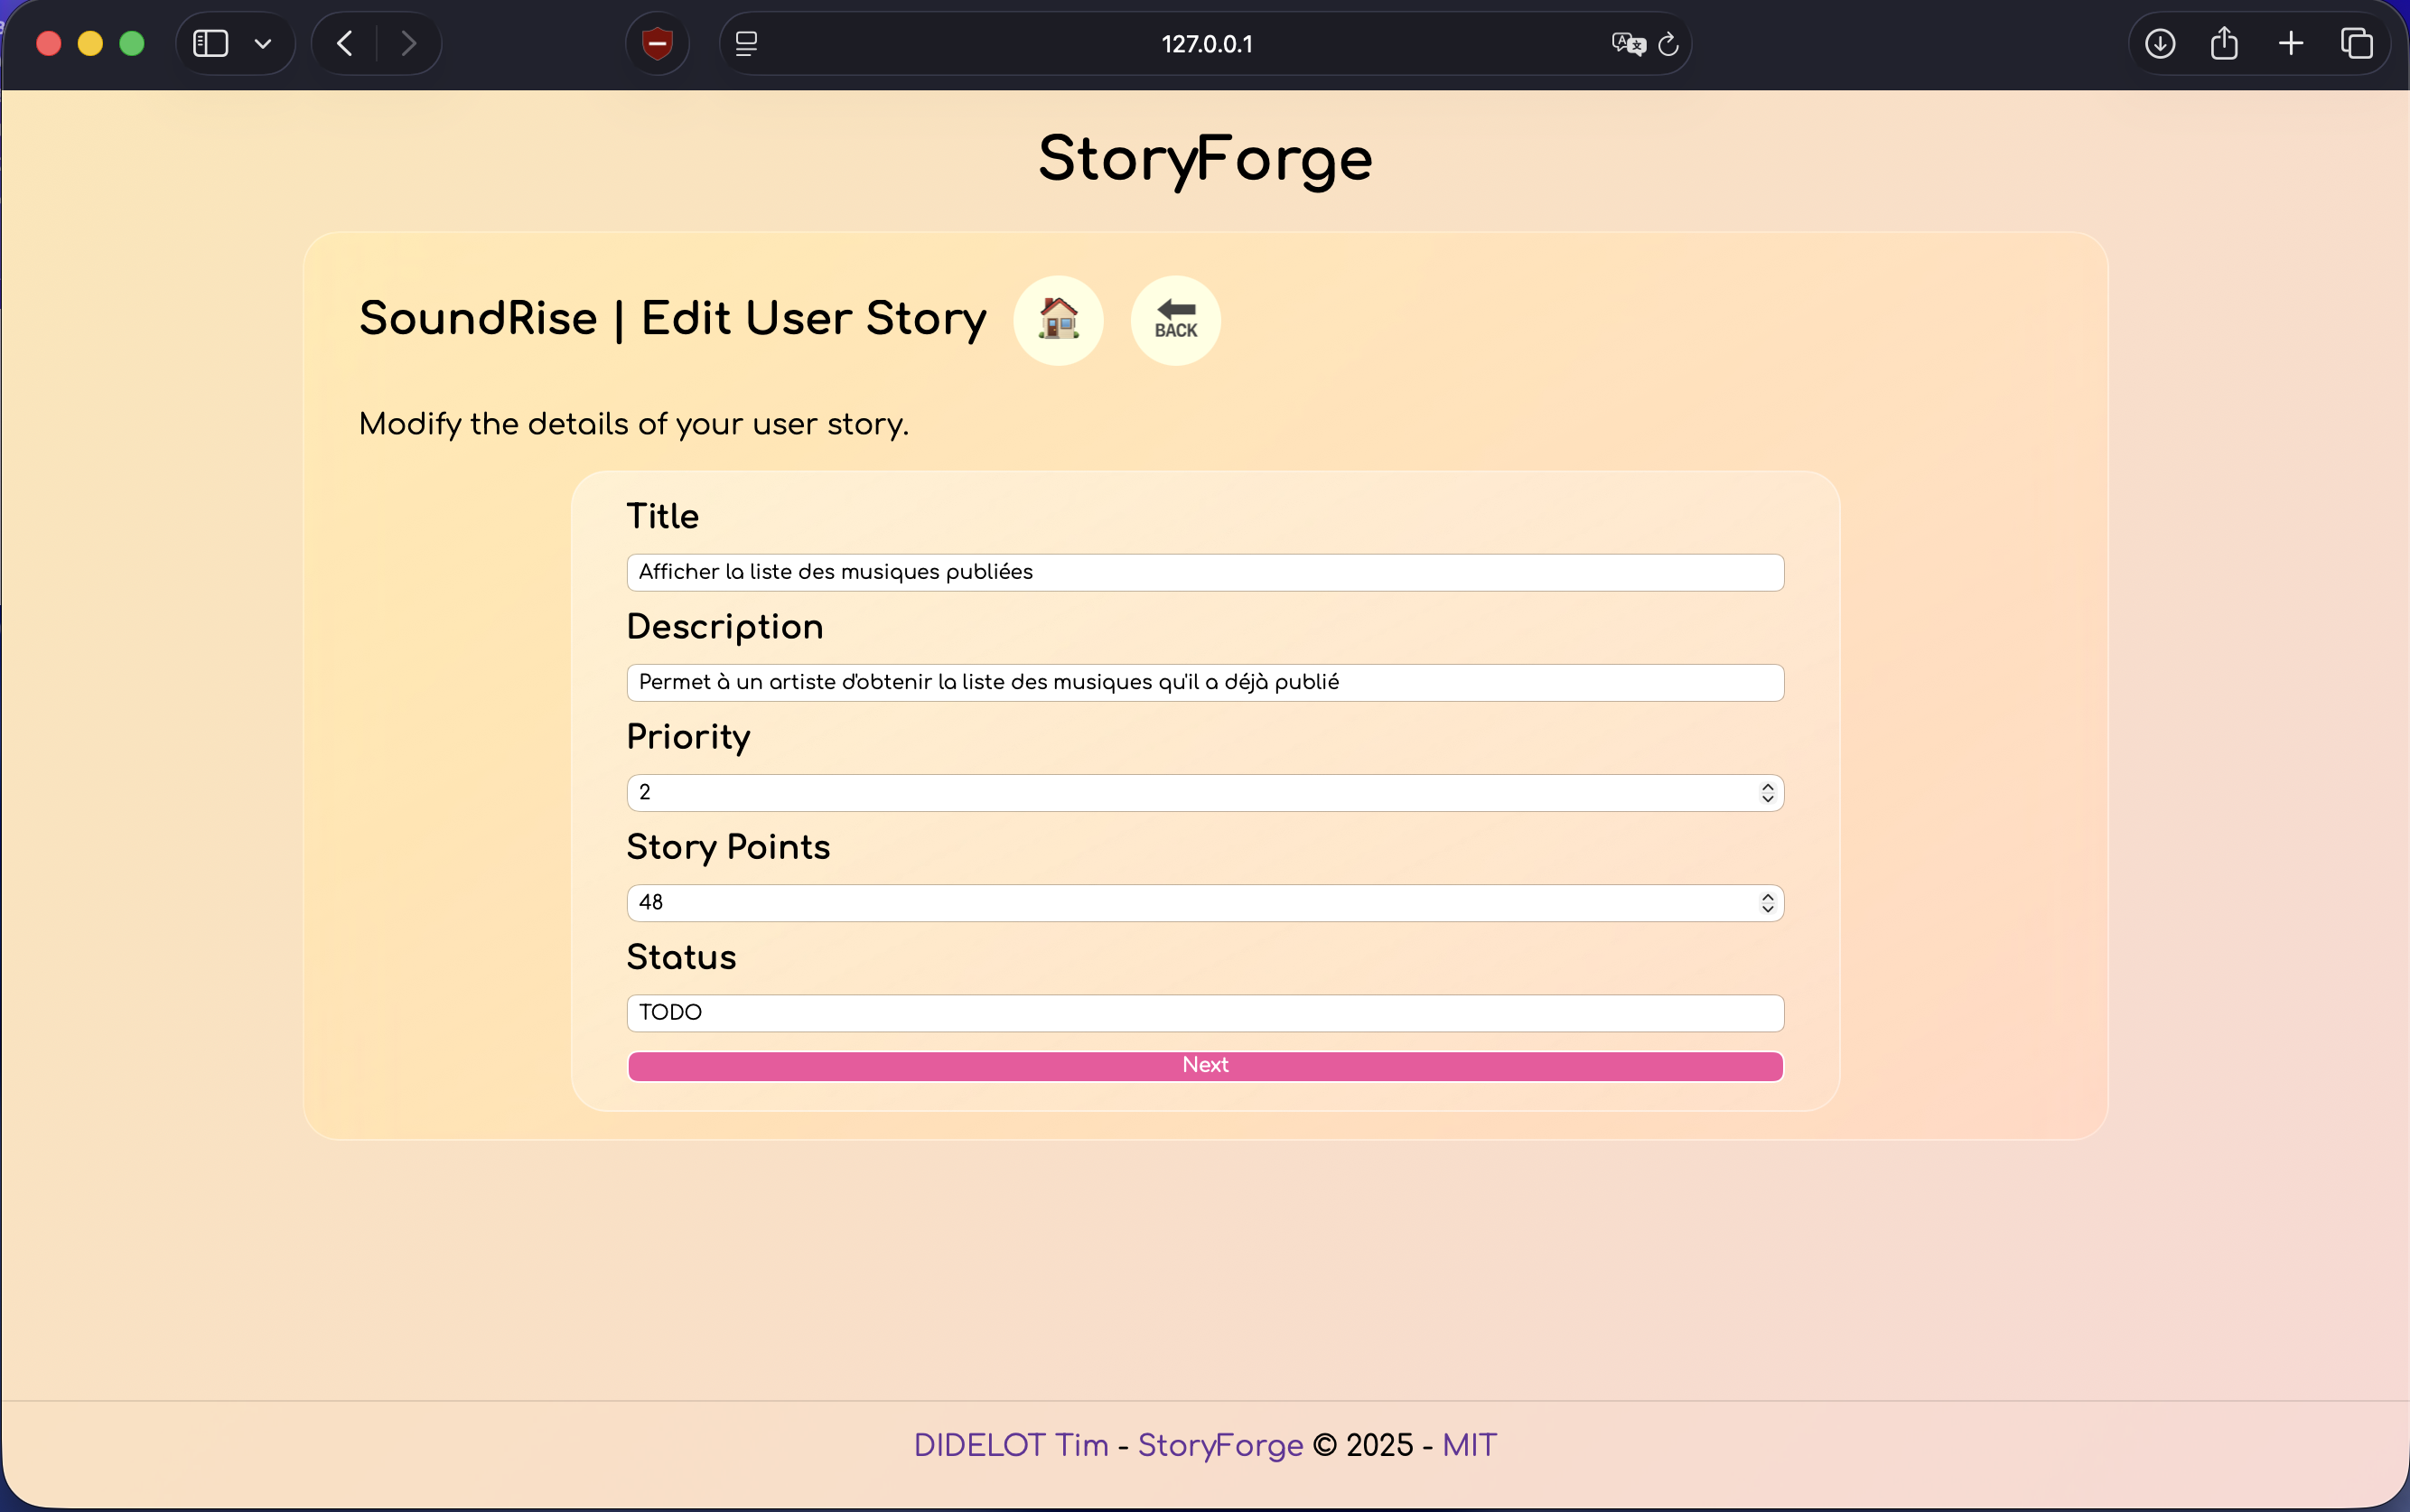 127.0.0.1
StoryForge
SoundRise | Edit User Story
BACK
Modify the details of your user story.
Title
Afficher la liste des musiques publiées
Description
Permet à un artiste d'obtenir la liste des musiques qu'il a déjà publié
Priority
2
Story Points
48
Status
TODO
Next
DIDELOT Tim - StoryForge © 2025 - MIT